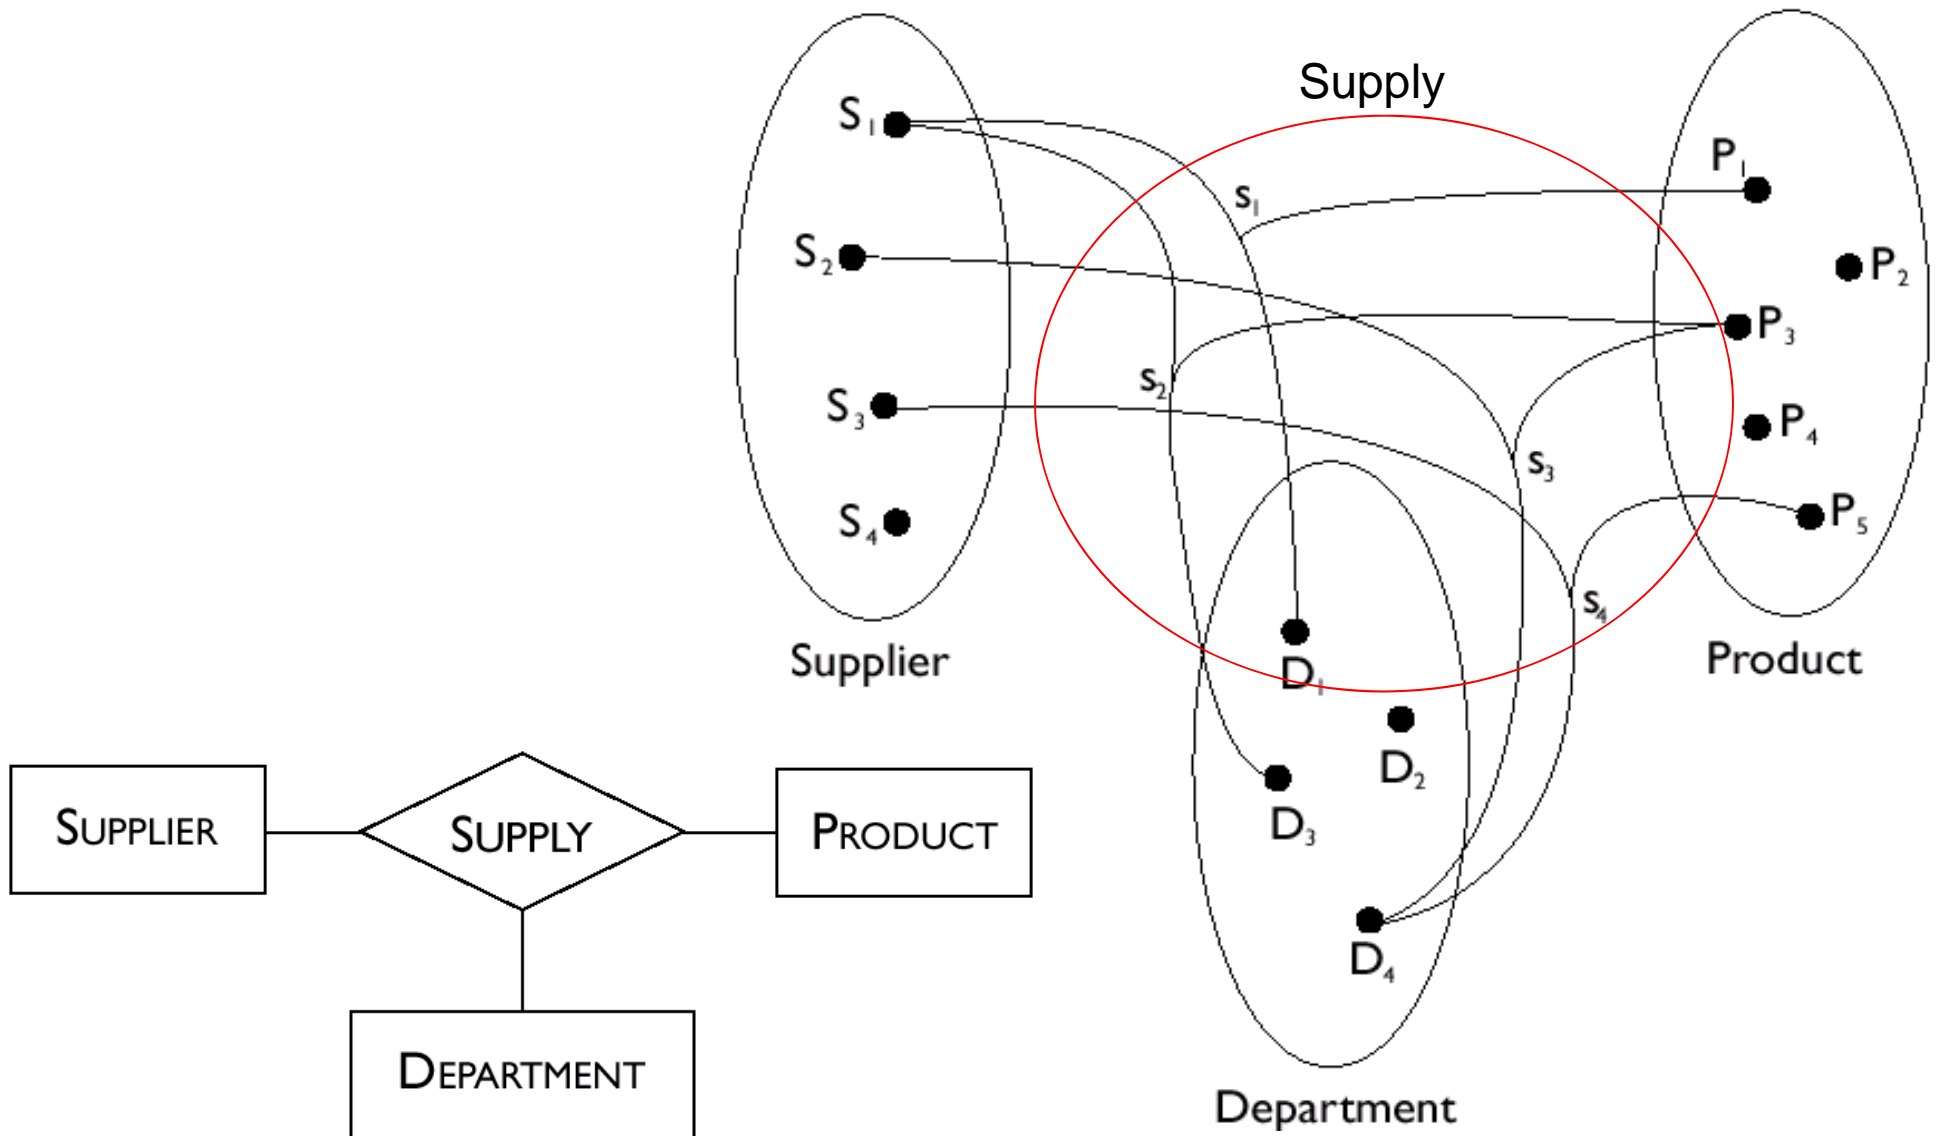 Supply
S₁
S₂
S₃
S₄
Supplier
s₁
s₂
s₃
s₄
P₁
P₂
P₃
P₄
P₅
Product
D₁
D₂
D₃
D₄
Department
SUPPLIER
SUPPLY
PRODUCT
DEPARTMENT